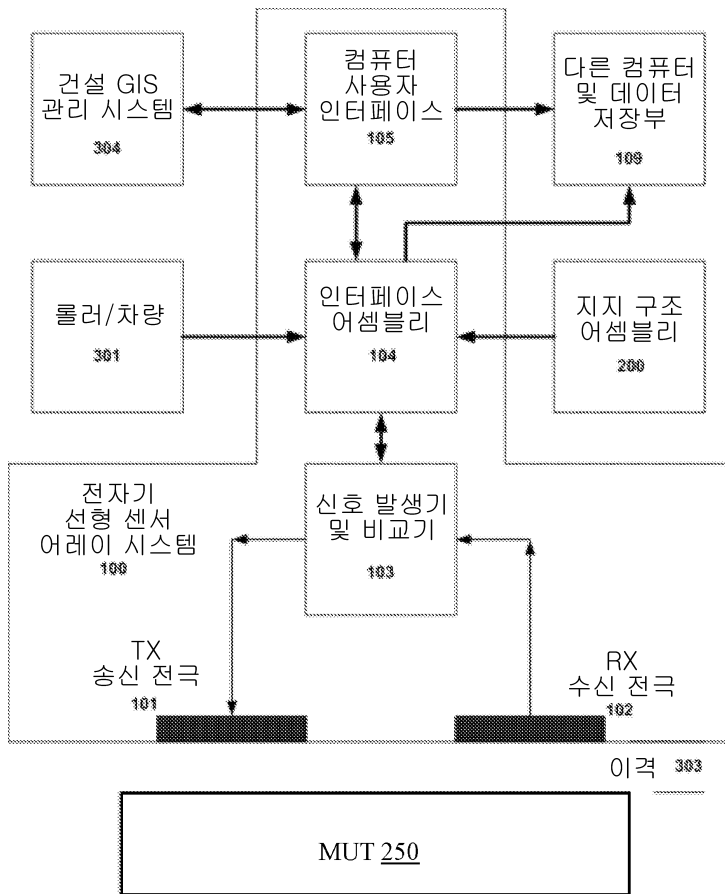 건설 GIS
관리 시스템
304
컴퓨터
사용자
인터페이스
105
다른 컴퓨터
및 데이터
저장부
109
롤러/차량
301
인터페이스
어셈블리
104
지지 구조
어셈블리
200
전자기
선형 센서
어레이 시스템
100
신호 발생기
및 비교기
103
TX
송신 전극
101
RX
수신 전극
102
이격 303
MUT 250